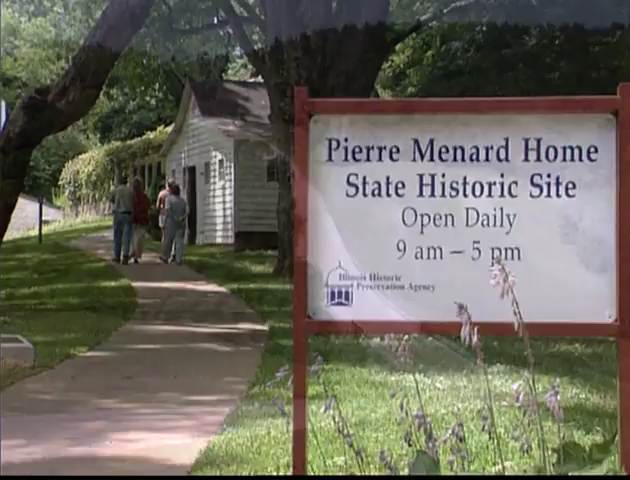 Pierre Menard Home
State Historic Site
Open Daily
9 am – 5 pm
Illinois Historic
Preservation Agency